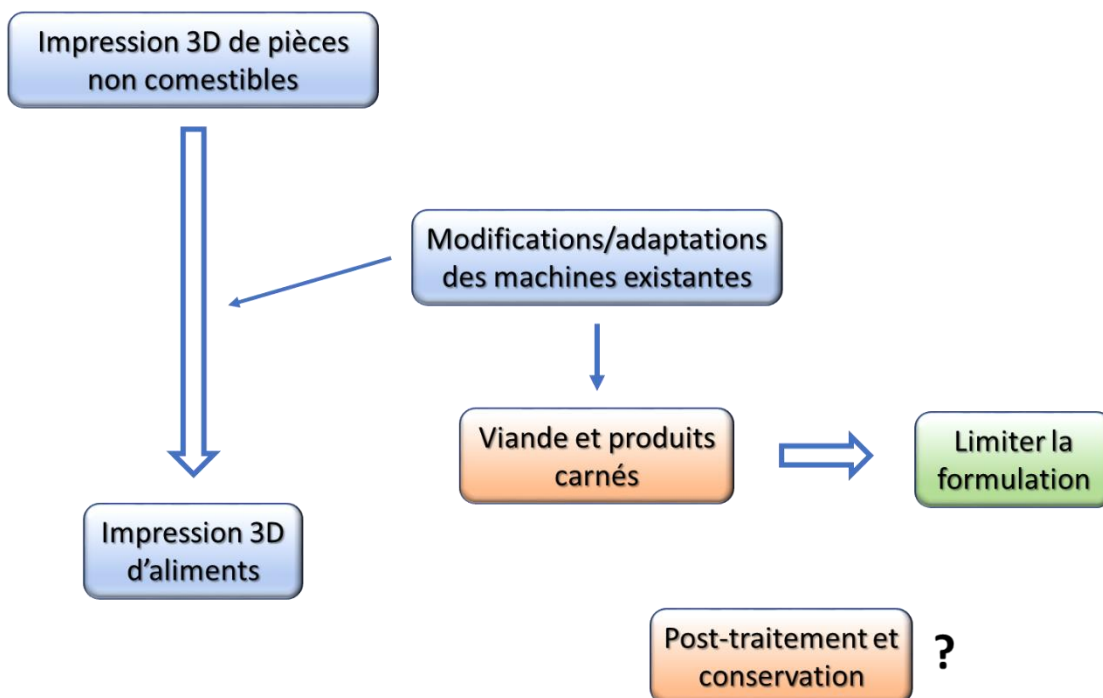 Impression 3D de pièces
non comestibles
Modifications/adaptations
des machines existantes
Viande et produits
carnés
Limiter la
formulation
Impression 3D
d’aliments
Post-traitement et
conservation
?